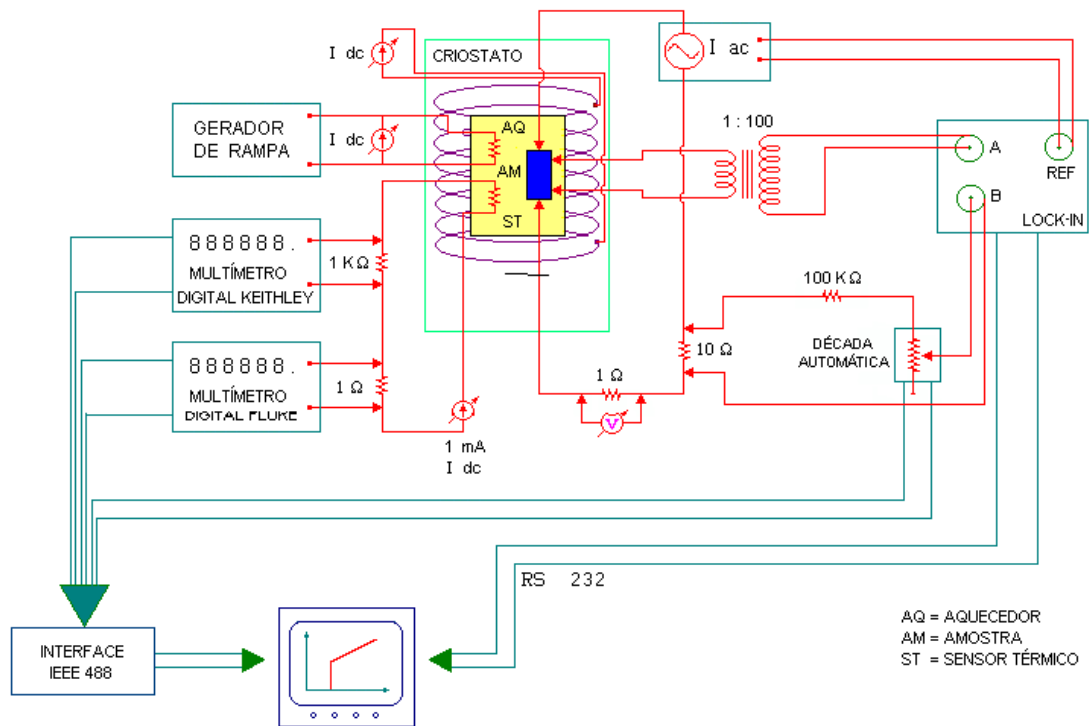 I dc
CRIOSTATO
I ac
GERADOR
DE RAMPA
I dc
AQ
AM
ST
1 : 100
A
B
REF
LOCK-IN
888888.
MULTÍMETRO
DIGITAL KEITHLEY
1 KΩ
888888.
MULTÍMETRO
DIGITAL FLUKE
1 Ω
1 mA
I dc
1 Ω
V
10 Ω
100 KΩ
DÉCADA
AUTOMÁTICA
RS 232
INTERFACE
IEEE 488
AQ = AQUECEDOR
AM = AMOSTRA
ST = SENSOR TÉRMICO